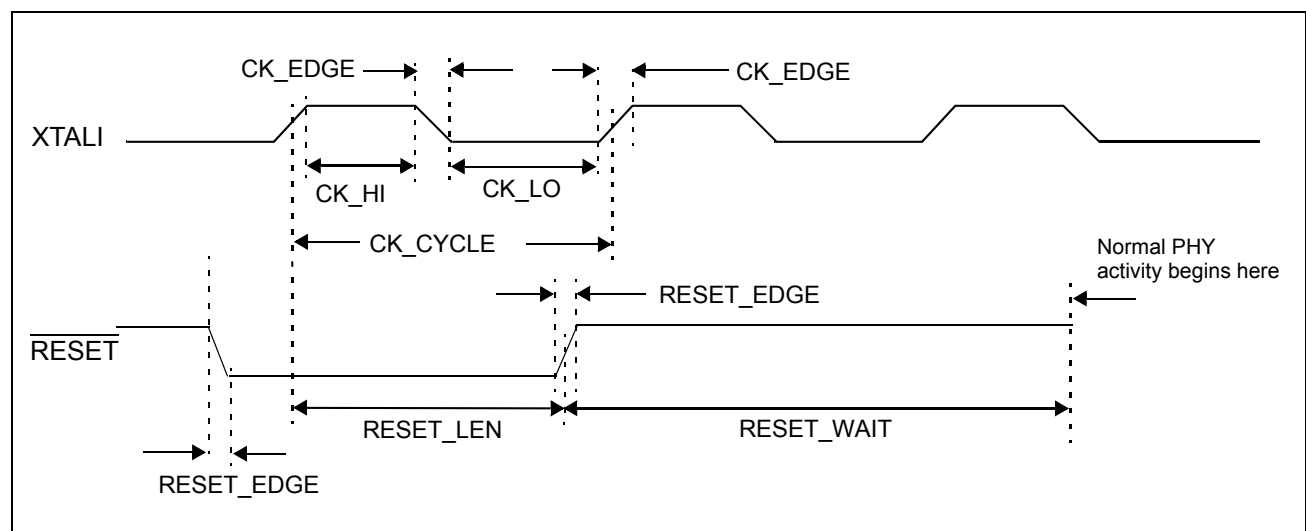 CK_EDGE
CK_EDGE
XTALI
CK_HI
CK_LO
CK_CYCLE
Normal PHY
activity begins here
RESET_EDGE
RESET
RESET_LEN
RESET_WAIT
RESET_EDGE